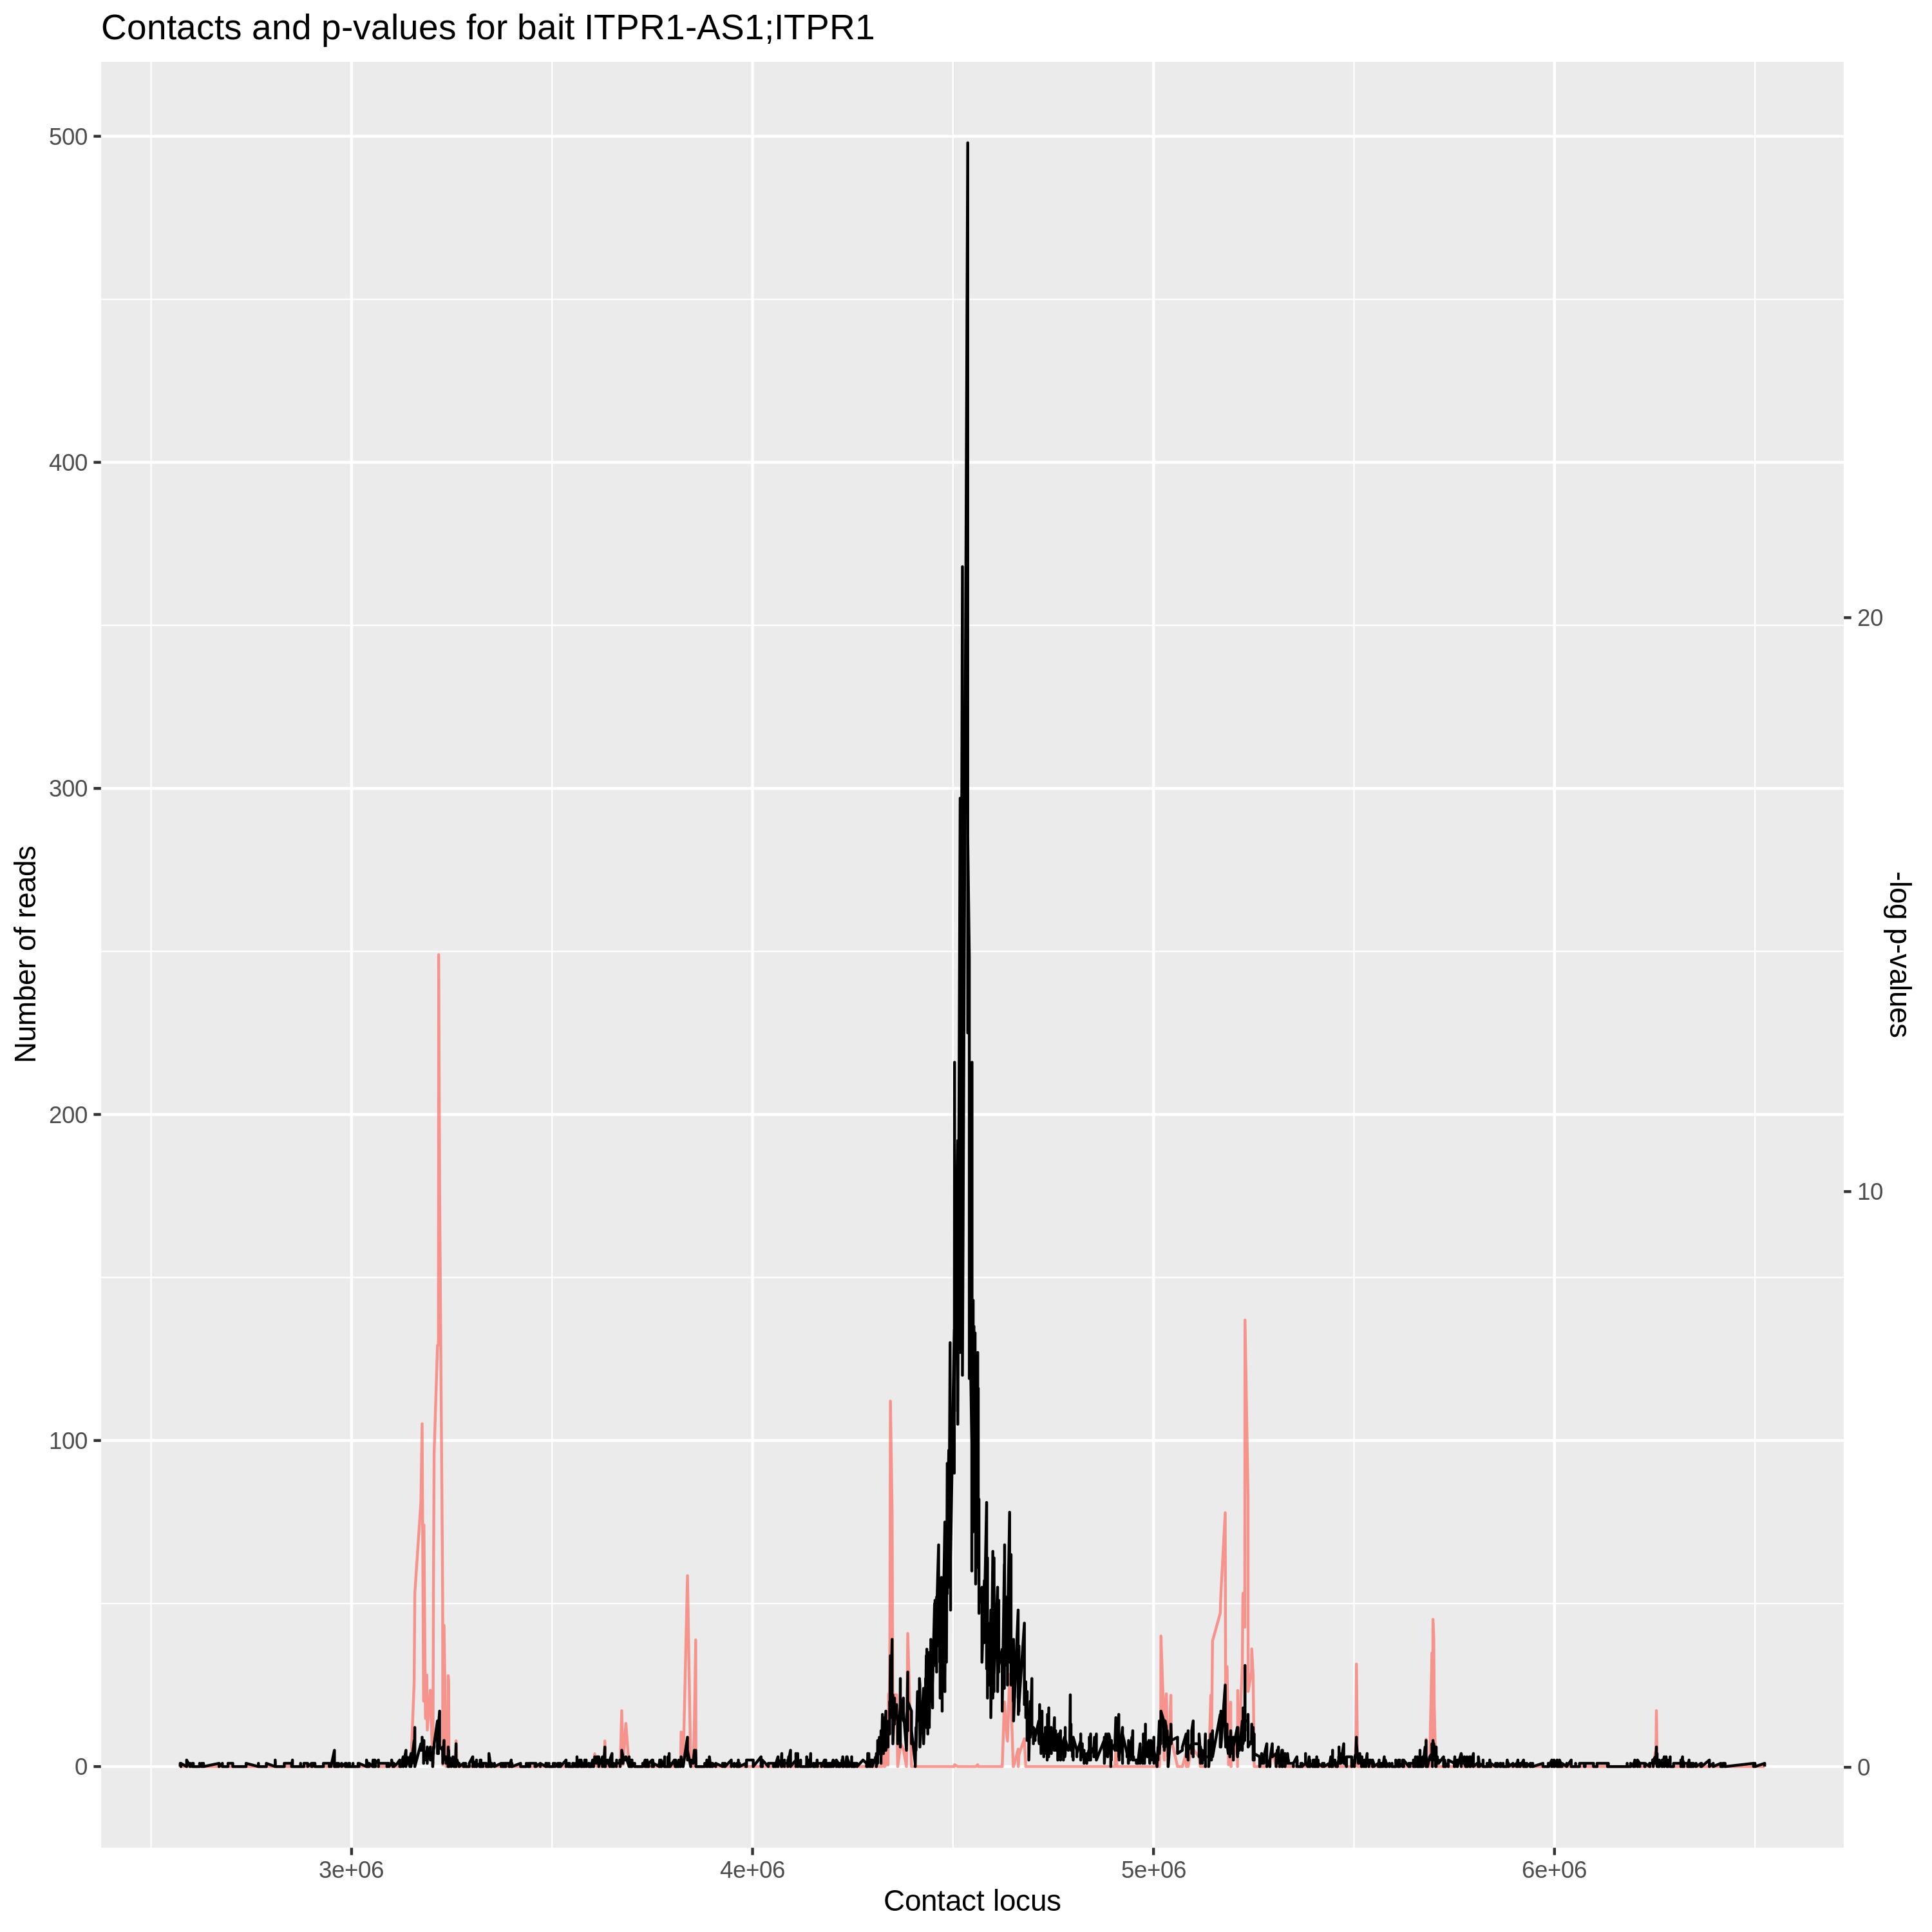 Contacts and p-values for bait ITPR1-AS1;ITPR1
500
400
300
200
100
0
Number of reads
20
10
0
-log p-values
3e+06
4e+06
5e+06
6e+06
Contact locus